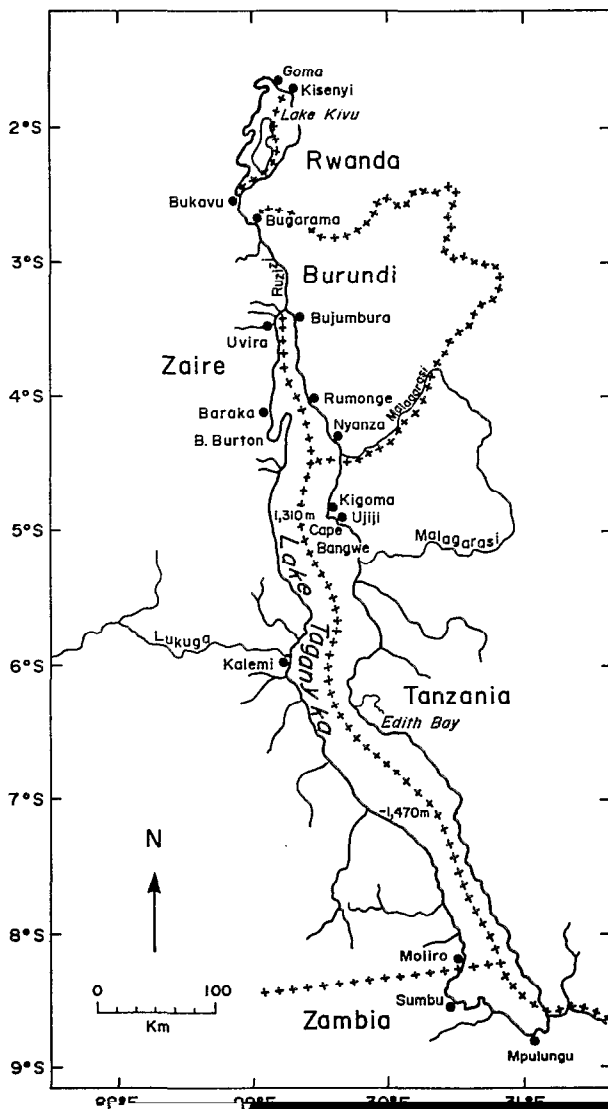 Goma
Kisenyi
Lake Kivu
2°S
Rwanda
Bukavu
Bugarama
3°S
Ruzizi
Burundi
Bujumbura
Uvira
Zaire
4°S
Rumonge
Malagarasi
Baraka
Nyanza
B. Burton
Kigoma
1,310m
Ujiji
5°S
Cape
Bangwe
Malagarasi
Lake Taganyka
Lukuga
6°S
Kalemi
Tanzania
Edith Bay
7°S
-1,470m
N
8°S
Moliro
0 100
Km
Sumbu
Zambia
Mpulungu
9°S